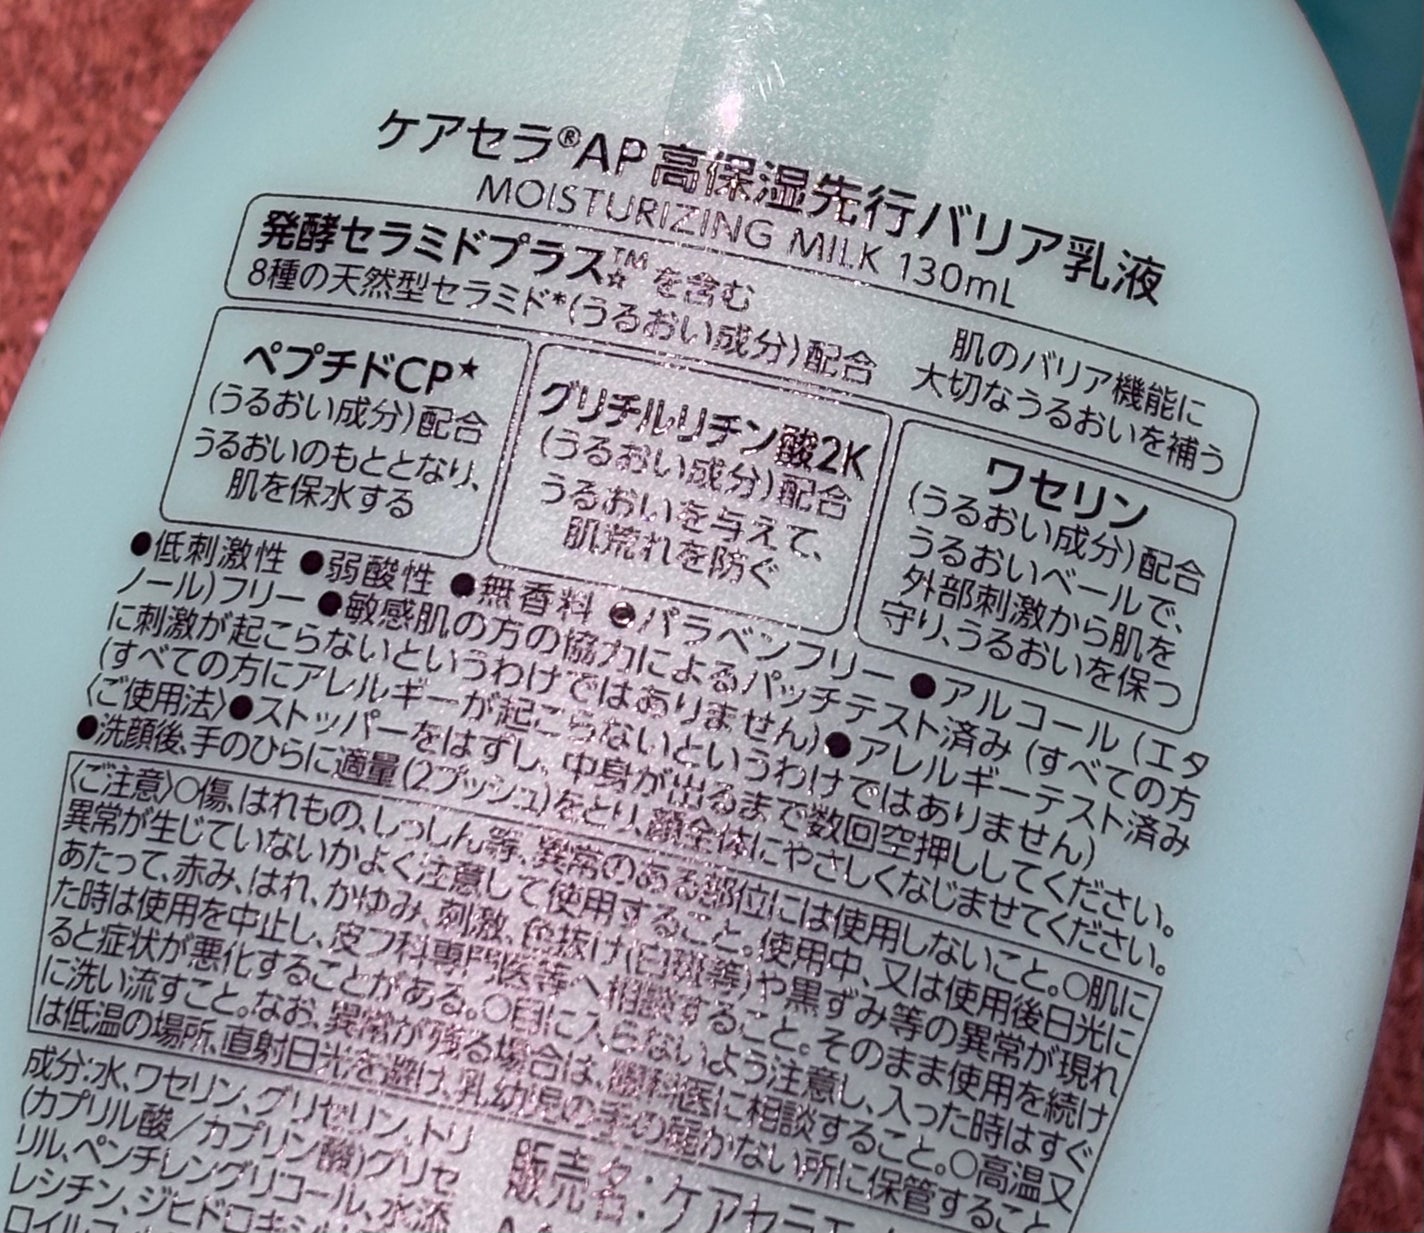 ケアセラ®AP高保湿先行バリア乳液
MOISTURIZING MILK 130mL
発酵セラミドプラス☆™を含む
8種の天然型セラミド*(うるおい成分)配合
肌のバリア機能に
大切なうるおいを補う
ペプチドCP★
(うるおい成分)配合
うるおいのもととなり、
肌を保水する
グリチルリチン酸2K
(うるおい成分)配合
うるおいを与えて、
肌荒れを防ぐ
ワセリン
(うるおい成分)配合
うるおいベールで、
外部刺激から肌を
守り、うるおいを保つ
●低刺激性 ●弱酸性 ●無香料 ●パラベンフリー ●アルコール(エタ
ノール)フリー ●敏感肌の方の協力によるパッチテスト済み(すべての方
に刺激が起こらないというわけではありません)●アレルギーテスト済み
(すべての方にアレルギーが起こらないというわけではありません)
〈ご使用法〉●ストッパーをはずし、中身が出るまで数回空押ししてください。
●洗顔後、手のひらに適量(2プッシュ)をとり、顔全体にやさしくなじませてください。
〈ご注意〉○傷、はれもの、しっしん等、異常のある部位には使用しないこと。○肌に
異常が生じていないかよく注意して使用すること。使用中、又は使用後日光に
あたって、赤み、はれ、かゆみ、刺激、色抜け(白斑等)や黒ずみ等の異常が現れ
た時は使用を中止し、皮フ科専門医等へ相談すること。そのまま使用を続け
ると症状が悪化することがある。○目に入らないよう注意し、入った時はすぐ
に洗い流すこと。なお、異常が残る場合は、眼科医に相談すること。○高温又
は低温の場所、直射日光を避け、乳幼児の手の届かない所に保管すること
成分:水、ワセリン、グリセリン、トリ
(カプリル酸/カプリン酸)グリセ
リル、ペンチレングリコール、水添
レシチン、ジヒドロキシ
販売名・ケアセラ